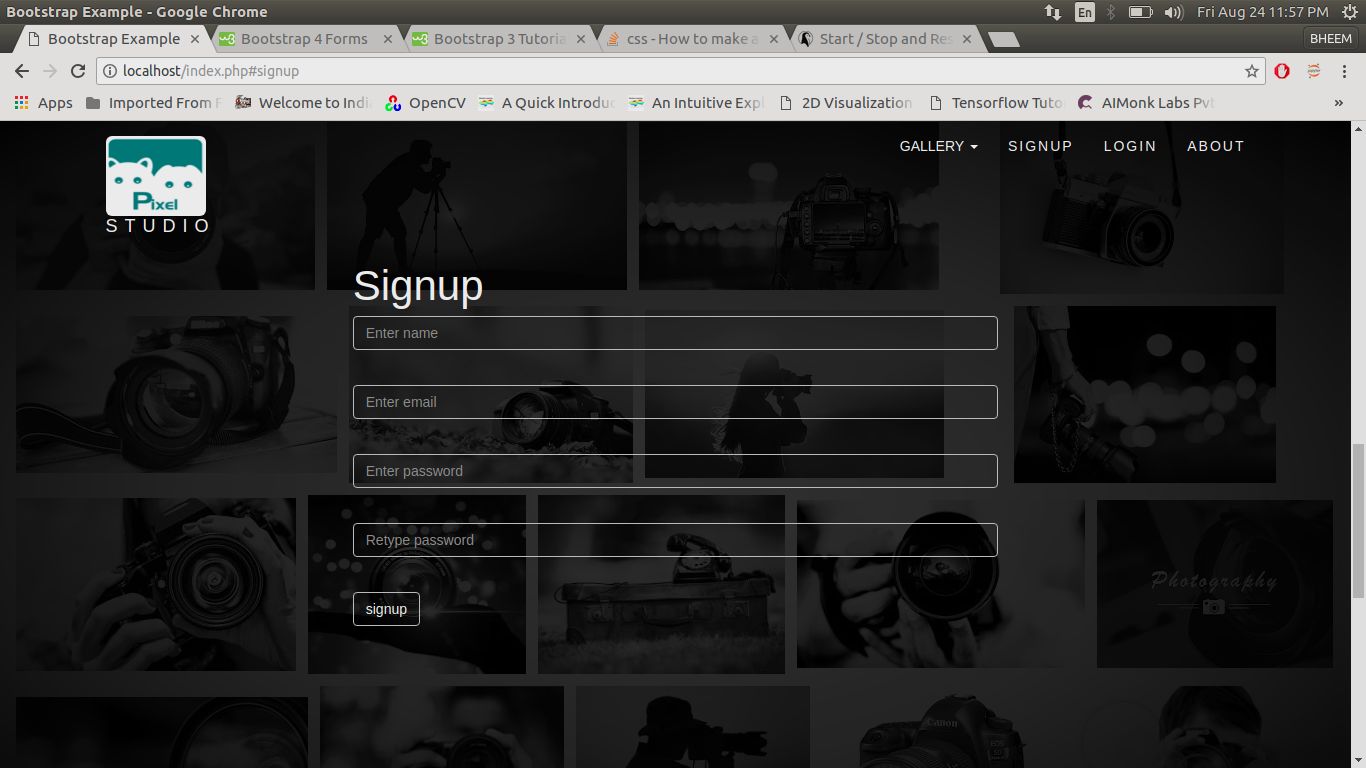 Bootstrap Example - Google Chrome
En
Fri Aug 24 11:57 PM
Bootstrap Example
Bootstrap 4 Forms
Bootstrap 3 Tutoria
css - How to make a
Start / Stop and Res
BHEEM
localhost/index.php#signup
Apps
Imported From F
Welcome to Indi
OpenCV
A Quick Introduc
An Intuitive Expl
2D Visualization
Tensorflow Tuto
AIMonk Labs Pvt
»
Pixel
STUDIO
GALLERY
SIGNUP
LOGIN
ABOUT
Signup
Enter name
Enter email
Enter password
Retype password
signup
Photography
Canon